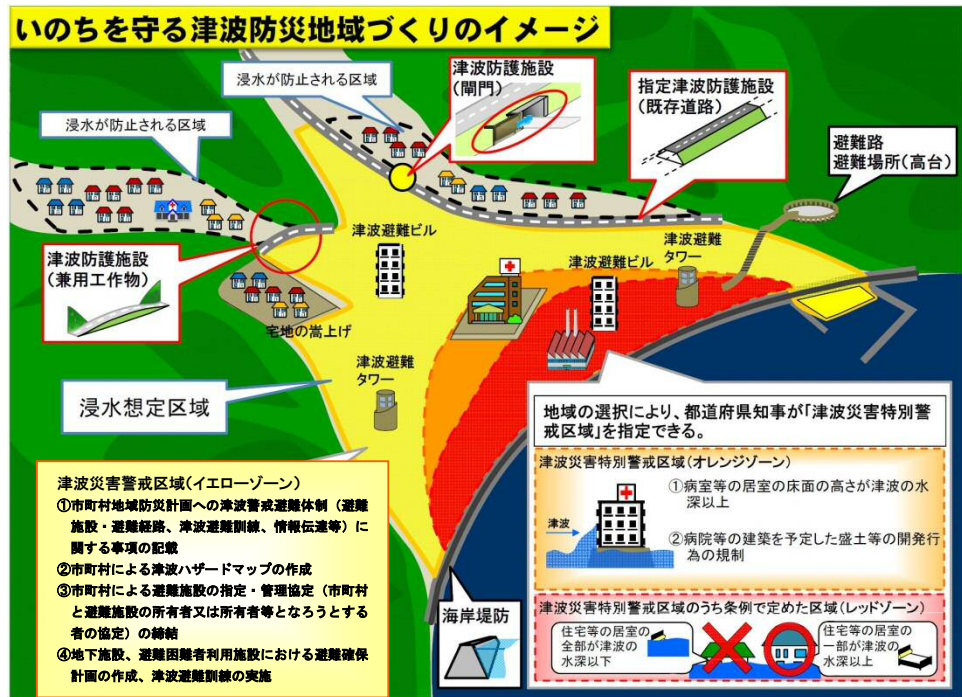 いのちを守る津波防災地域づくりのイメージ
浸水が防止される区域
浸水が防止される区域
津波防護施設
(閘門)
指定津波防護施設
(既存道路)
避難路
避難場所(高台)
津波防護施設
(兼用工作物)
津波避難ビル
津波避難ビル
津波避難
タワー
宅地の嵩上げ
津波避難
タワー
浸水想定区域
津波災害警戒区域(イエローゾーン)
①市町村地域防災計画への津波警戒避難体制(避難
施設・避難経路、津波避難訓練、情報伝達等)に
関する事項の記載
②市町村による津波ハザードマップの作成
③市町村による避難施設の指定・管理協定(市町村
と避難施設の所有者又は所有者等となろうとする
者の協定)の締結
④地下施設、避難困難者利用施設における避難確保
計画の作成、津波避難訓練の実施
海岸堤防
地域の選択により、都道府県知事が「津波災害特別警
戒区域」を指定できる。
津波災害特別警戒区域(オレンジゾーン)
津波
①病室等の居室の床面の高さが津波の水
深以上
②病院等の建築を予定した盛土等の開発行
為の規制
津波災害特別警戒区域のうち条例で定めた区域(レッドゾーン)
住宅等の居室の
全部が津波の
水深以下
住宅等の居室の
一部が津波の
水深以上